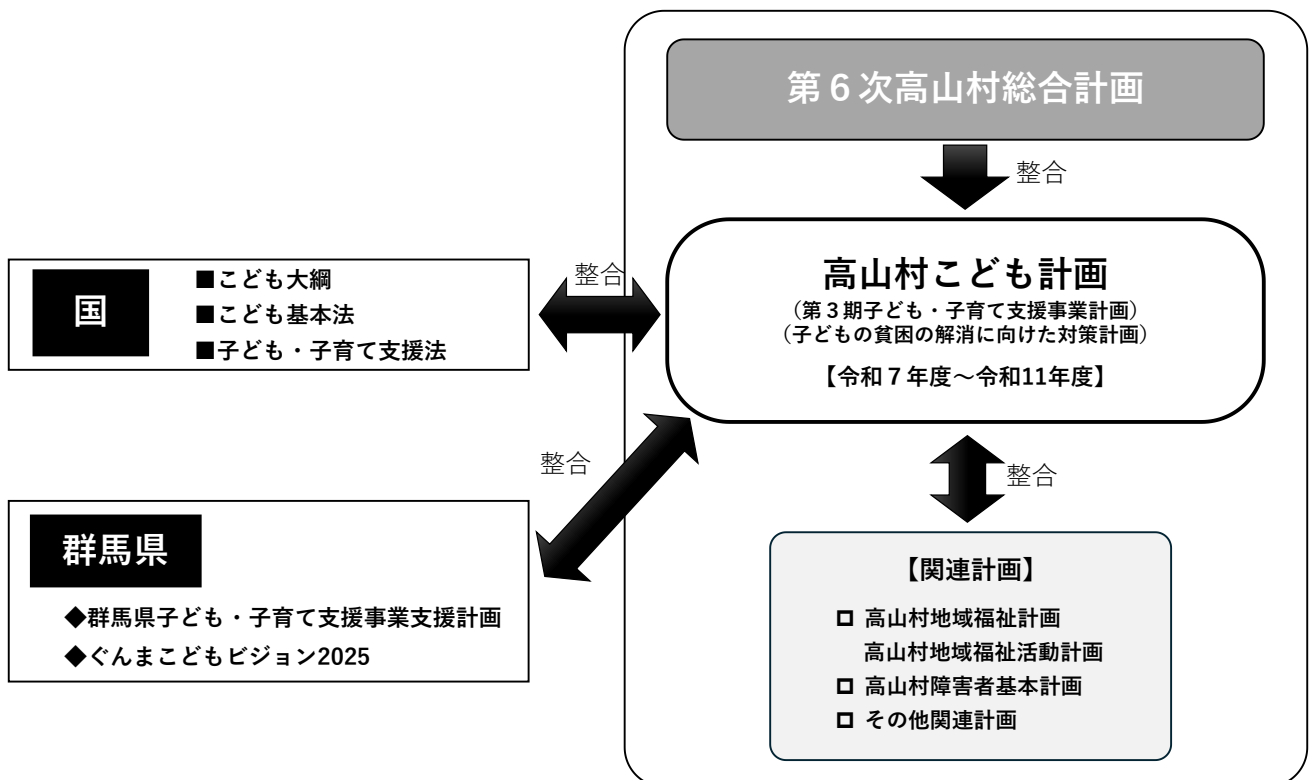 第６次高山村総合計画
整合
高山村こども計画
（第３期子ども・子育て支援事業計画）
（子どもの貧困の解消に向けた対策計画）
【令和７年度～令和11年度】
整合
国
■こども大綱
■こども基本法
■子ども・子育て支援法
整合
群馬県
◆群馬県子ども・子育て支援事業支援計画
◆ぐんまこどもビジョン2025
整合
【関連計画】
□ 高山村地域福祉計画
高山村地域福祉活動計画
□ 高山村障害者基本計画
□ その他関連計画